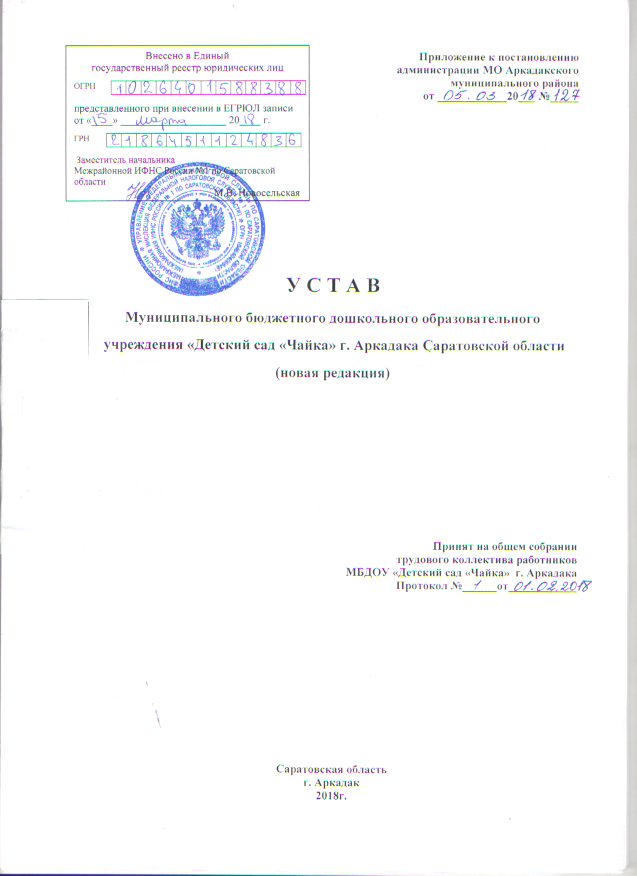 Внесено в Единый
государственный реестр юридических лиц
ОГРН 1026401588388
представленного при внесении в ЕГРЮЛ записи
от «15» марта 2018 г.
ГРН 2186451124836
Заместитель начальника
Межрайонной ИФНС России №1 по Саратовской
области
М.В. Новосельская
Приложение к постановлению
администрации МО Аркадакского
муниципального района
от 05.03 2018 №127
У С Т А В
Муниципального бюджетного дошкольного образовательного
учреждения «Детский сад «Чайка» г. Аркадака Саратовской области
(новая редакция)
Принят на общем собрании
трудового коллектива работников
МБДОУ «Детский сад «Чайка» г. Аркадака
Протокол № 1 от 01.02.2018
Саратовская область
г. Аркадак
2018г.